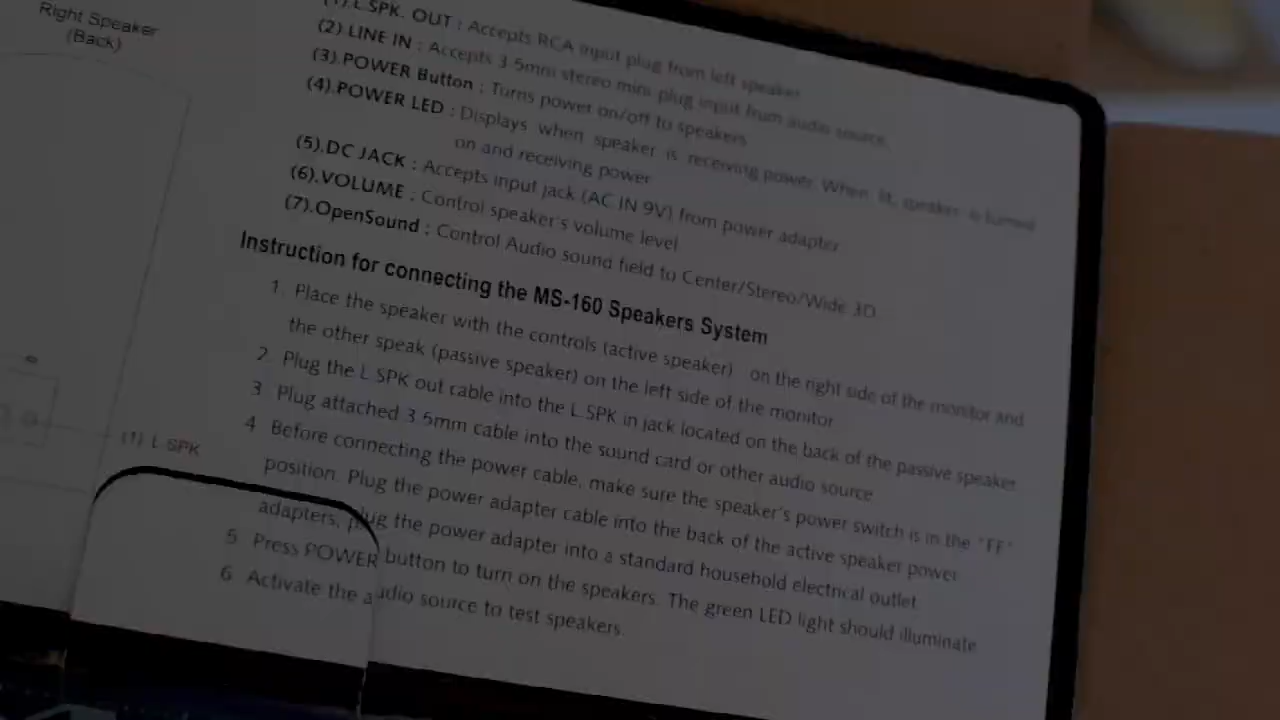 Right Speaker
(Back)
(1).L.SPK. OUT : Accepts RCA input plug from left speaker
(2) LINE IN : Accepts 3.5mm stereo mini plug input from audio source.
(3).POWER Button : Turns power on/off to speakers
(4).POWER LED : Displays when speaker is receiving power. When lit, speaker is turned
on and receiving power
(5).DC JACK : Accepts input jack (AC IN 9V) from power adapter
(6).VOLUME : Control speaker's volume level
(7).OpenSound : Control Audio sound field to Center/Stereo/Wide 3D
Instruction for connecting the MS-160 Speakers System
1. Place the speaker with the controls (active speaker) on the right side of the monitor and
the other speak (passive speaker) on the left side of the monitor
2 Plug the L.SPK out cable into the L.SPK in jack located on the back of the passive speaker
3 Plug attached 3.5mm cable into the sound card or other audio source
4 Before connecting the power cable, make sure the speaker's power switch is in the "FF"
position. Plug the power adapter cable into the back of the active speaker power
adapters, plug the power adapter into a standard household electrical outlet
5 Press POWER button to turn on the speakers. The green LED light should illuminate
6 Activate the audio source to test speakers.
(1) L.SPK